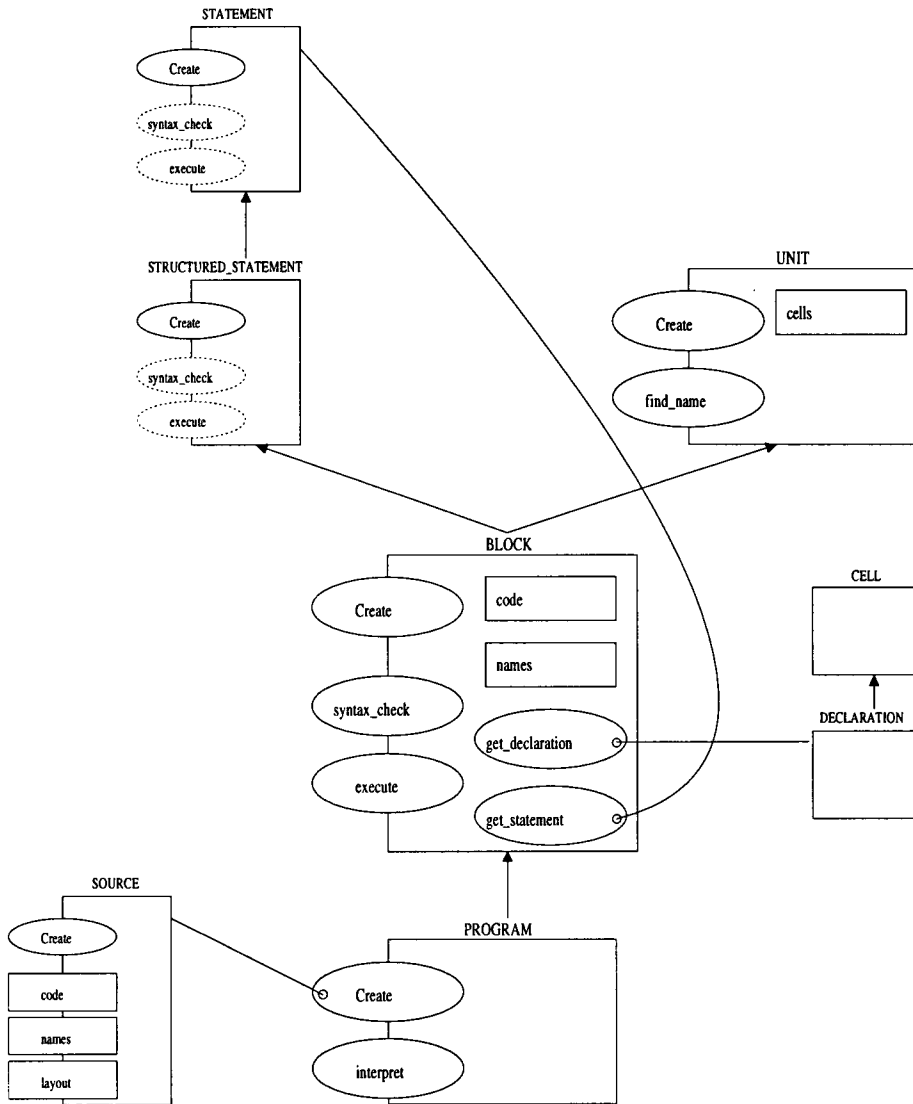 STATEMENT
Create
syntax_check
execute
STRUCTURED_STATEMENT
Create
syntax_check
execute
UNIT
Create
cells
find_name
BLOCK
Create
code
names
syntax_check
get_declaration
execute
get_statement
CELL
DECLARATION
SOURCE
Create
code
names
layout
PROGRAM
Create
interpret